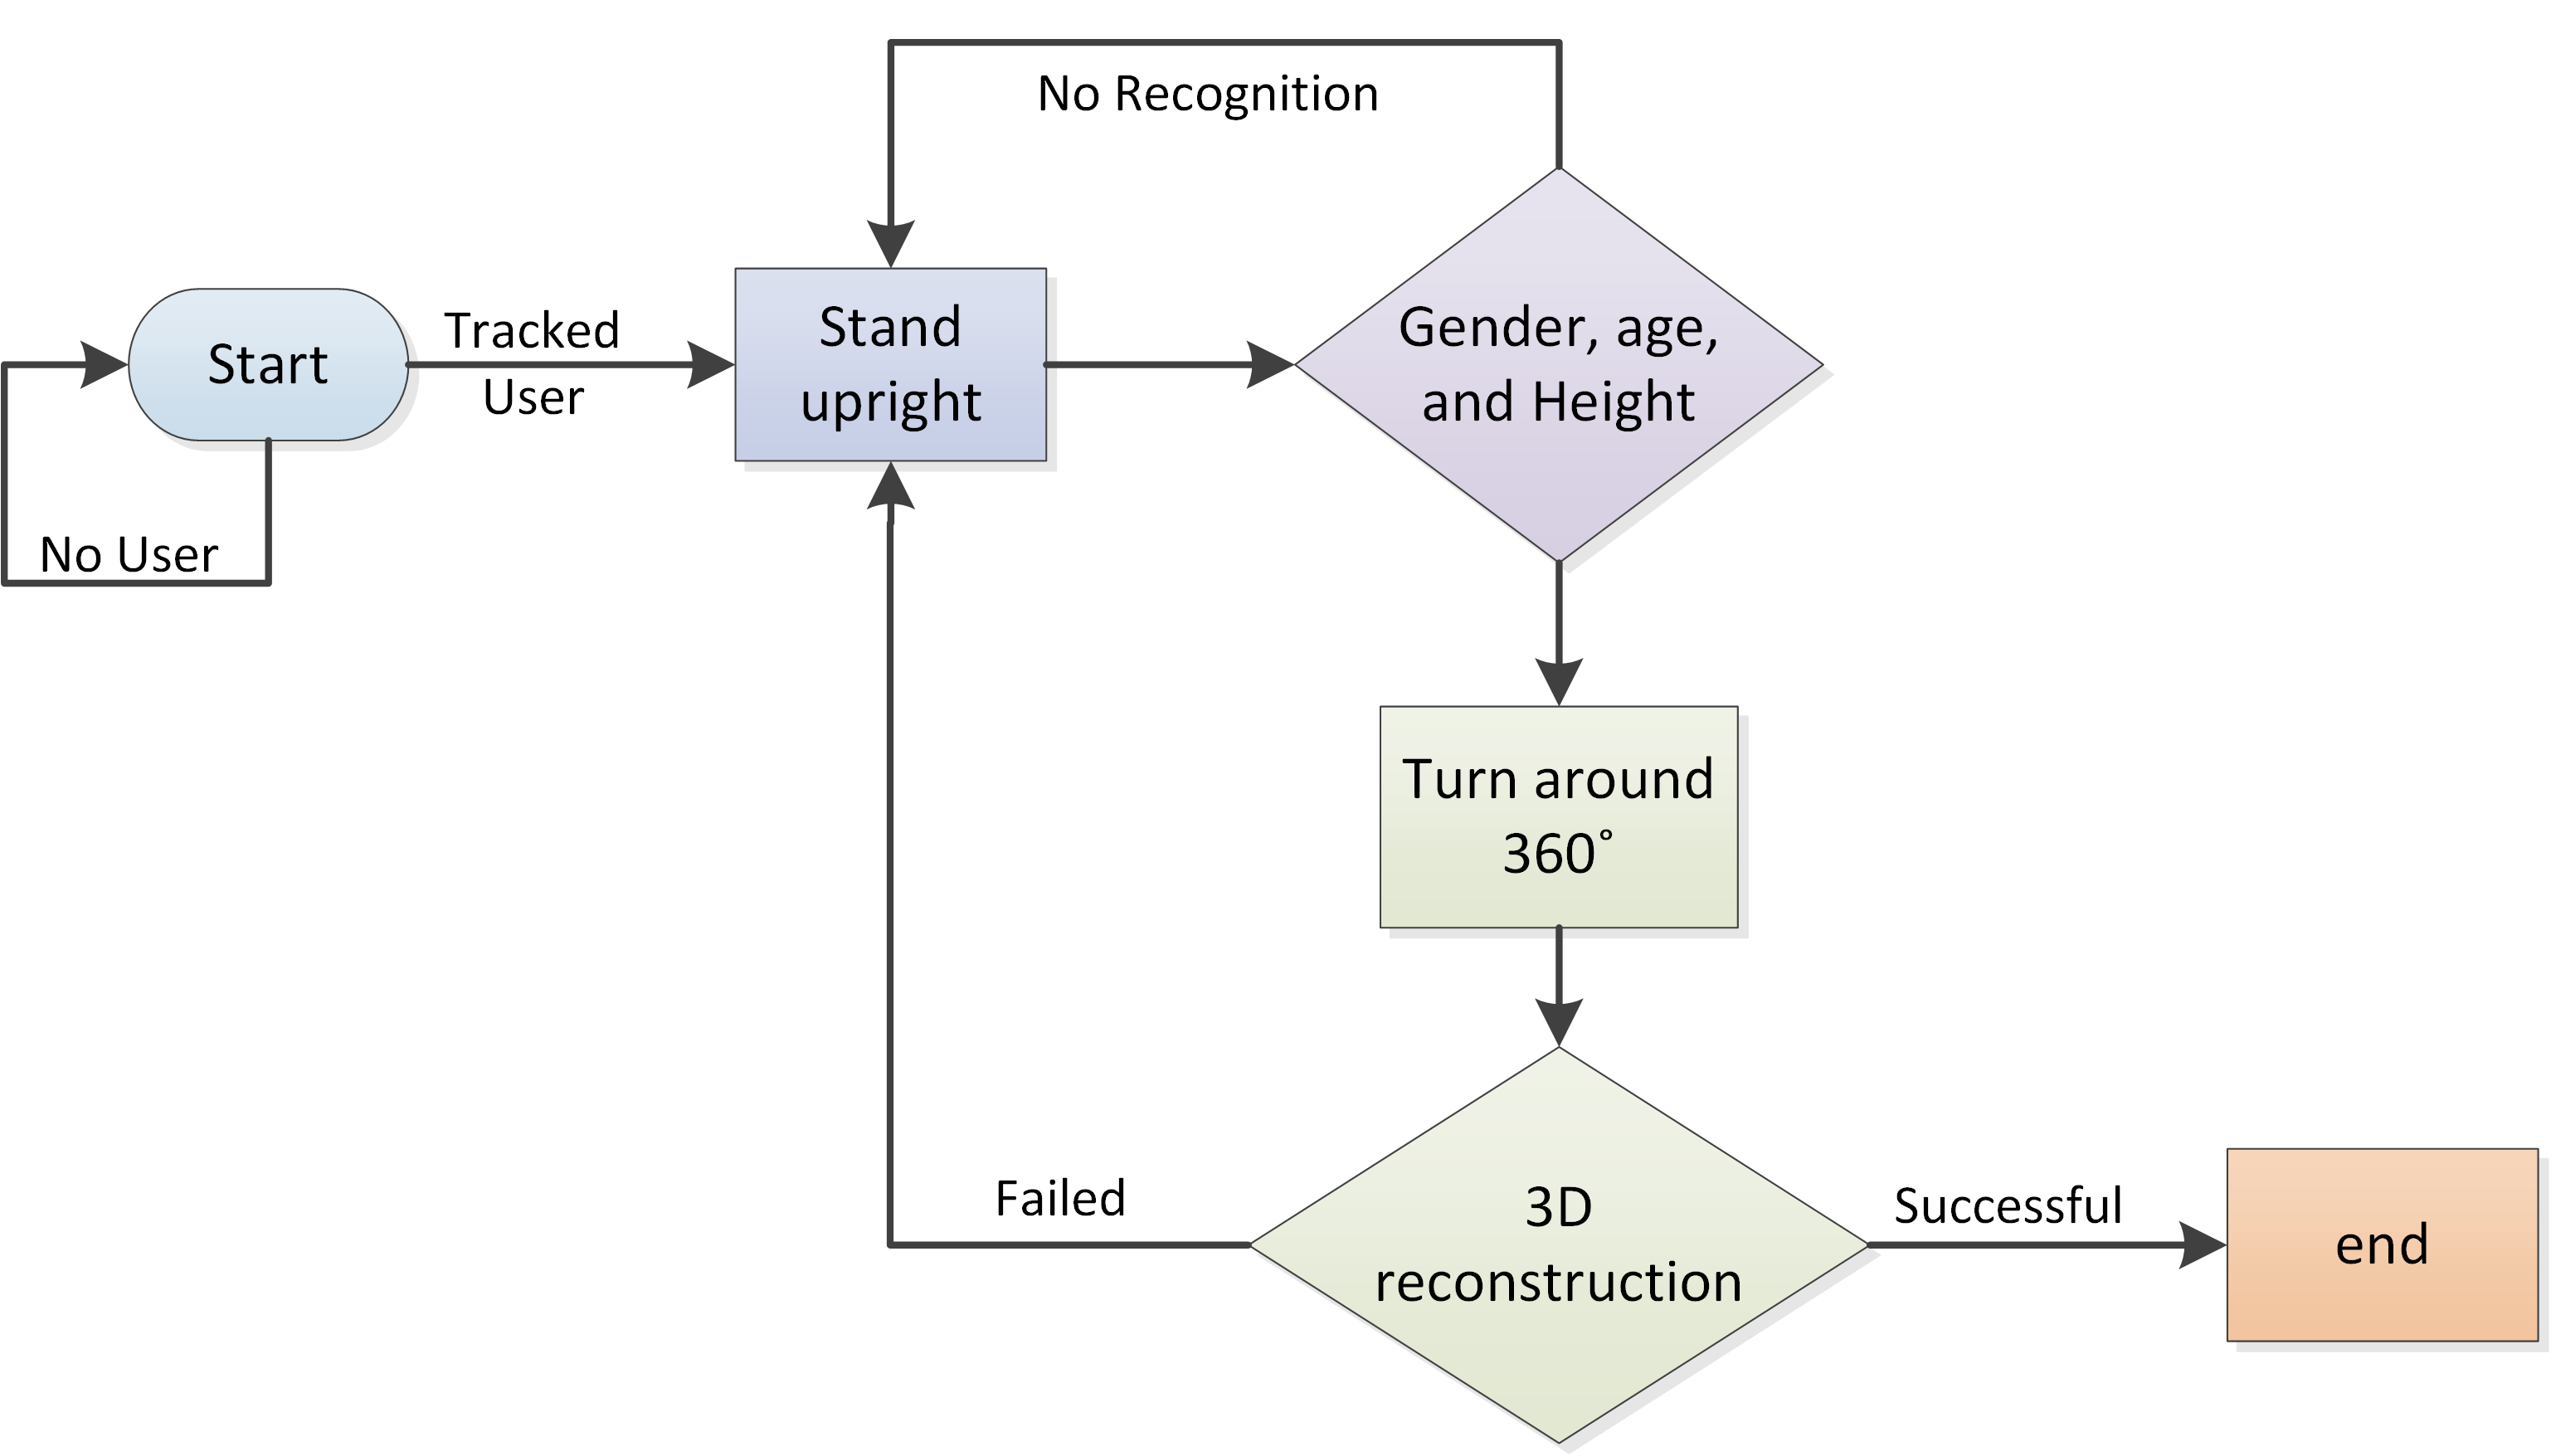 No Recognition
Start
Tracked
User
Stand
upright
Gender, age,
and Height
No User
Turn around
360˚
Failed
3D
reconstruction
Successful
end